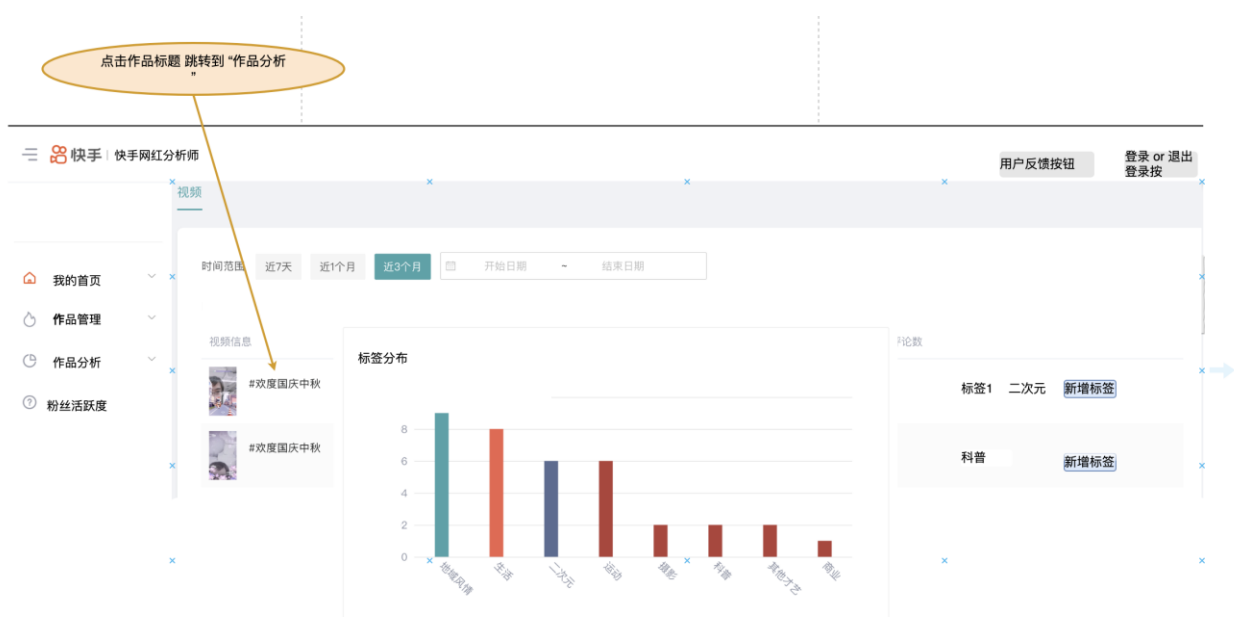 点击作品标题 跳转到 “作品分析
”
快手 快手网红分析师
用户反馈按钮
登录 or 退出
登录按
视频
时间范围 近7天 近1个月 近3个月 开始日期 ~ 结束日期
我的首页
作品管理
作品分析
粉丝活跃度
视频信息
评论数
#欢度国庆中秋
标签1 二次元 新增标签
#欢度国庆中秋
科普 新增标签
标签分布
8
6
4
2
0
地域风情 生活 二次元 运动 摄影 科普 其他才艺 商业